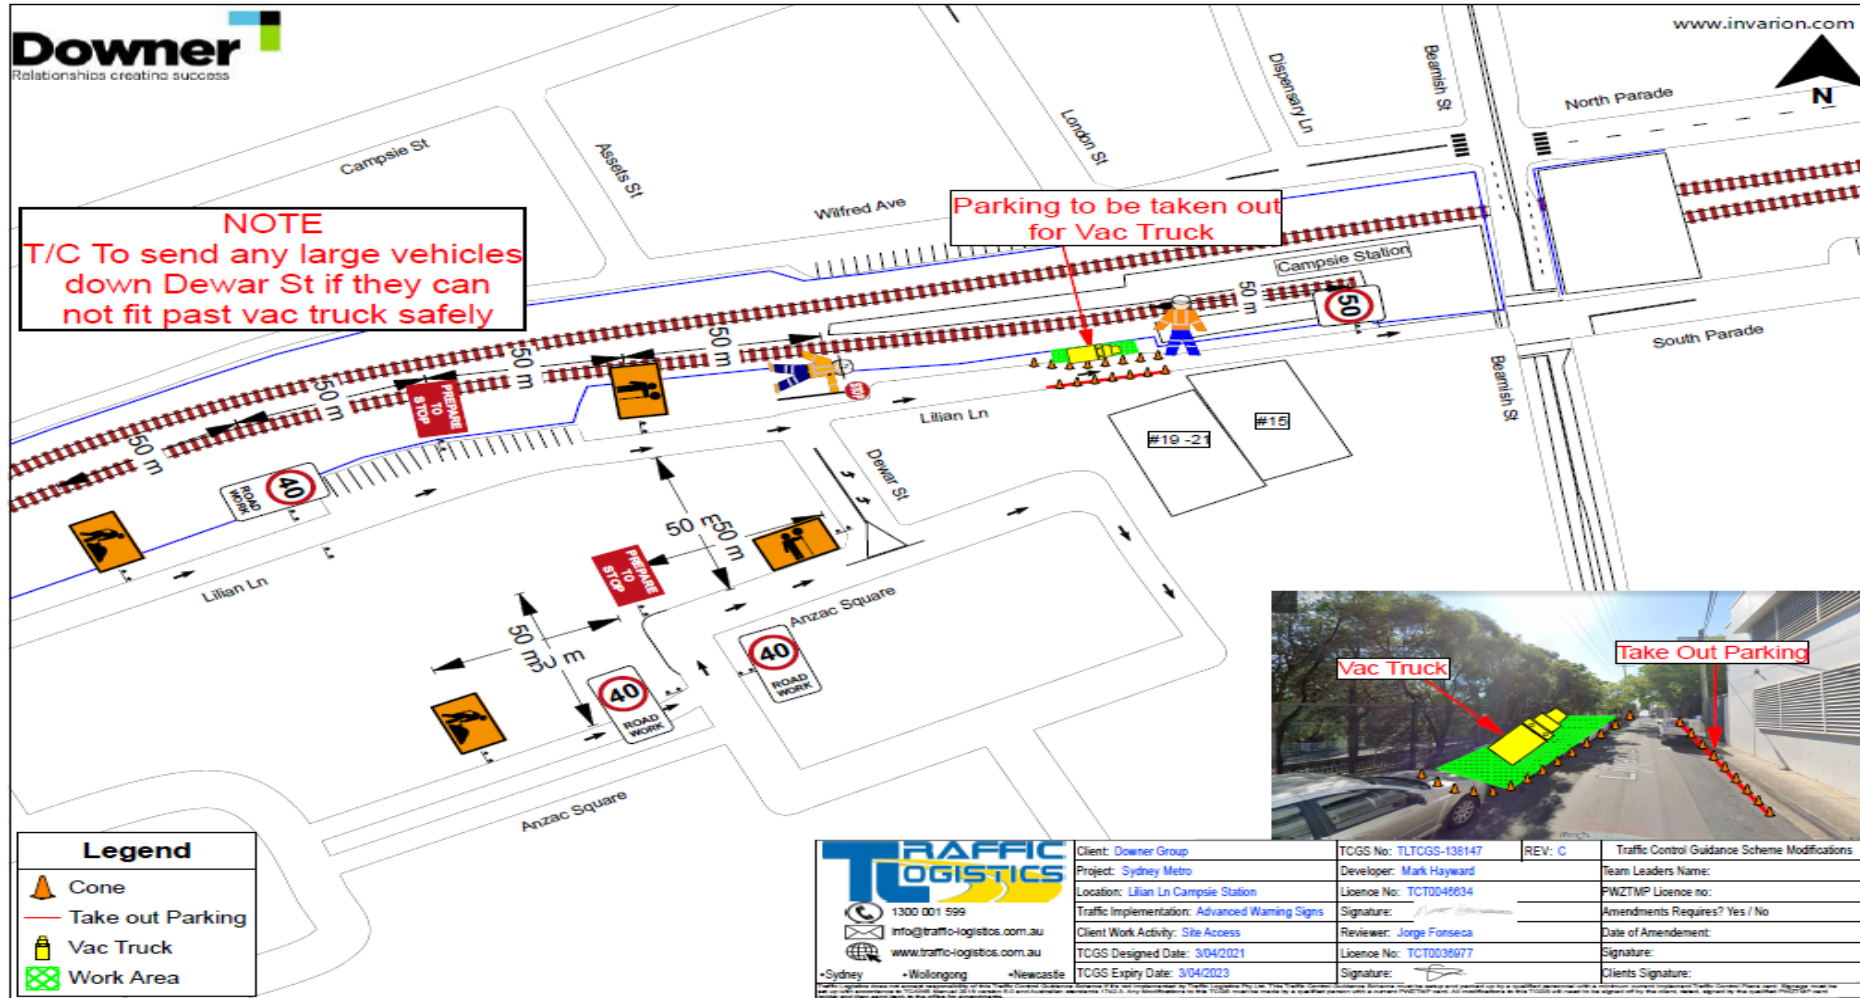 Downer
Relationships creating success
www.invarion.com
N
Campsie St
Assets St
Wilfred Ave
London St
Dispensary Ln
Beamish St
North Parade
NOTE
T/C To send any large vehicles
down Dewar St if they can
not fit past vac truck safely
Parking to be taken out
for Vac Truck
Campsie Station
50 m
50
South Parade
Beamish St
50 m
50 m
50 m
50 m
PREPARE
TO
STOP
STOP
Lilian Ln
#19 -21
#15
ROAD
WORK
40
Dewar St
50 m
50 m
Lilian Ln
PREPARE
TO
STOP
Anzac Square
50 m
50 m
40
ROAD
WORK
40
ROAD
WORK
Anzac Square
Vac Truck
Take Out Parking
Legend
Cone
Take out Parking
Vac Truck
Work Area
TRAFFIC
LOGISTICS
1300 001 599
info@traffic-logistics.com.au
www.traffic-logistics.com.au
•Sydney •Wollongong •Newcastle
Client: Downer Group
Project: Sydney Metro
Location: Lilian Ln Campsie Station
Traffic Implementation: Advanced Warning Signs
Client Work Activity: Site Access
TCGS Designed Date: 3/04/2021
TCGS Expiry Date: 3/04/2023
TCGS No: TLTCGS-138147
REV: C
Developer: Mark Hayward
Licence No: TCT0046634
Signature:
Reviewer: Jorge Fonseca
Licence No: TCT0036977
Signature:
Traffic Control Guidance Scheme Modifications
Team Leaders Name:
PWZTMP Licence no:
Amendments Requires? Yes / No
Date of Amendment:
Signature:
Clients Signature: